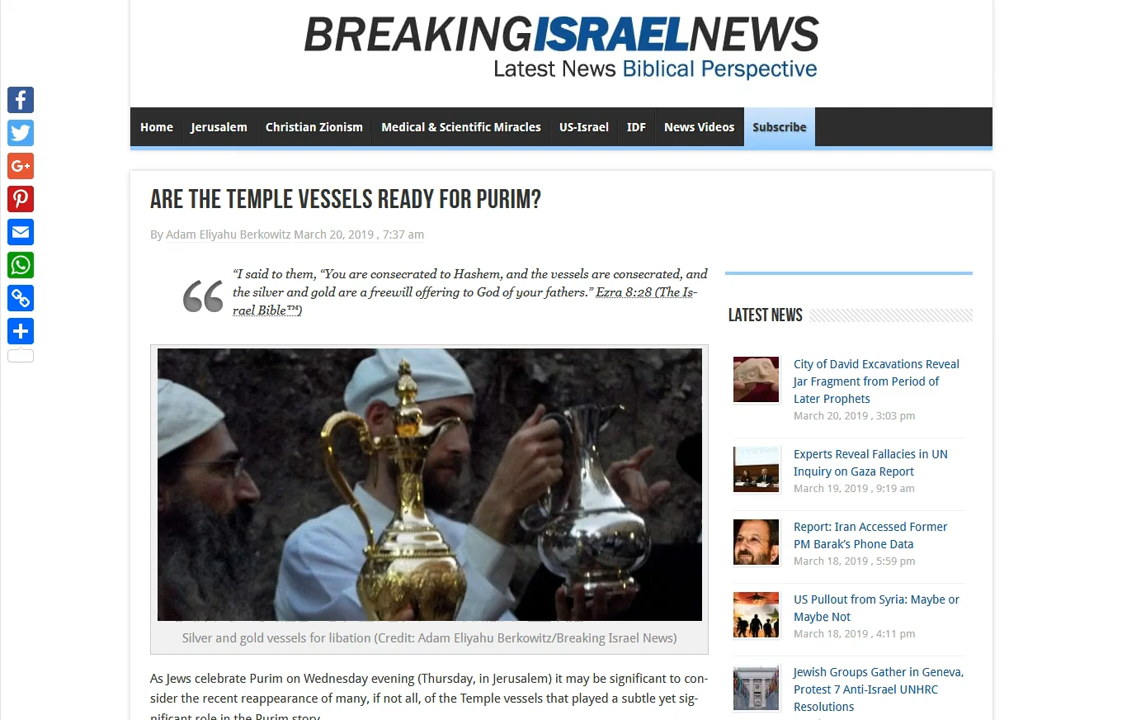 BREAKINGISRAELNEWS
Latest News Biblical Perspective
Home Jerusalem Christian Zionism Medical & Scientific Miracles US-Israel IDF News Videos Subscribe
ARE THE TEMPLE VESSELS READY FOR PURIM?
By Adam Eliyahu Berkowitz March 20, 2019 , 7:37 am
“I said to them, “You are consecrated to Hashem, and the vessels are consecrated, and
the silver and gold are a freewill offering to God of your fathers.” Ezra 8:28 (The Is-
rael Bible™)
Silver and gold vessels for libation (Credit: Adam Eliyahu Berkowitz/Breaking Israel News)
As Jews celebrate Purim on Wednesday evening (Thursday, in Jerusalem) it may be significant to con-
sider the recent reappearance of many, if not all, of the Temple vessels that played a subtle yet sig-
nificant role in the Purim story.
LATEST NEWS
City of David Excavations Reveal
Jar Fragment from Period of
Later Prophets
March 20, 2019 , 3:03 pm
Experts Reveal Fallacies in UN
Inquiry on Gaza Report
March 19, 2019 , 9:19 am
Report: Iran Accessed Former
PM Barak’s Phone Data
March 18, 2019 , 5:59 pm
US Pullout from Syria: Maybe or
Maybe Not
March 18, 2019 , 4:11 pm
Jewish Groups Gather in Geneva,
Protest 7 Anti-Israel UNHRC
Resolutions